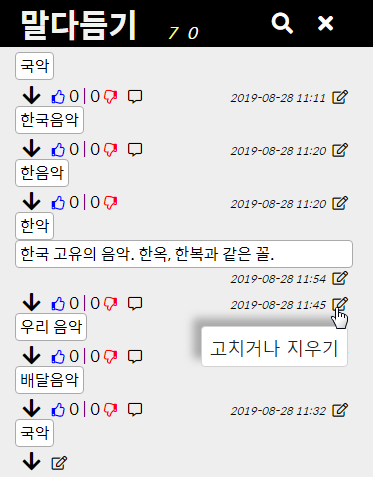 말다듬기 7 0
국악
0 | 0 2019-08-28 11:11
한국음악
0 | 0 2019-08-28 11:20
한음악
0 | 0 2019-08-28 11:20
한악
한국 고유의 음악. 한옥, 한복과 같은 꼴.
2019-08-28 11:54
0 | 0 2019-08-28 11:45
우리 음악
고치거나 지우기
0 | 0
배달음악
0 | 0 2019-08-28 11:32
국악